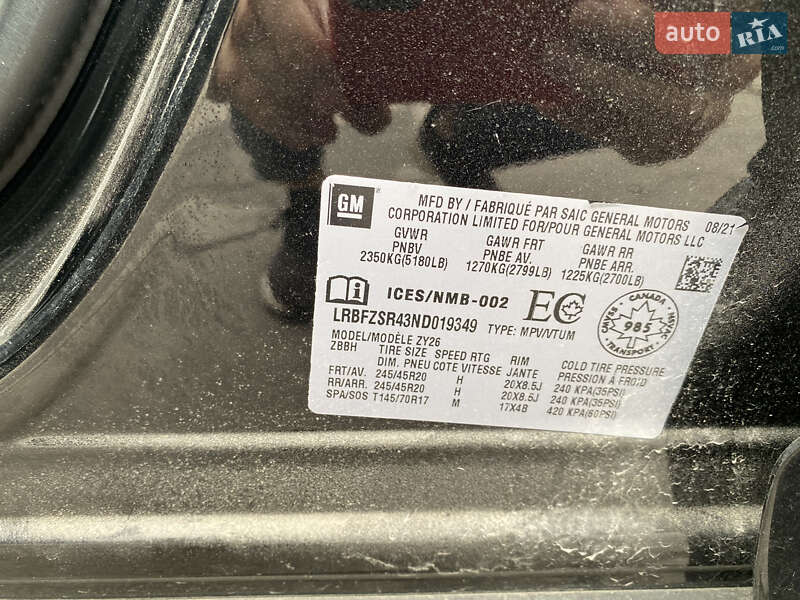 auto RIA
GM
MFD BY / FABRIQUÉ PAR SAIC GENERAL MOTORS 08/21
CORPORATION LIMITED FOR/POUR GENERAL MOTORS LLC
GVWR GAWR FRT GAWR RR
PNBV PNBE AV. PNBE ARR.
2350KG(5180LB) 1270KG(2799LB) 1225KG(2700LB)
ICES/NMB-002 EC
CANADA
CMVSS 985 NSVAC
TRANSPORT
LRBFZSR43ND019349 TYPE: MPV/VTUM
MODEL/MODÈLE ZY26
ZBBH TIRE SIZE SPEED RTG RIM COLD TIRE PRESSURE
DIM. PNEU COTE VITESSE JANTE PRESSION À FROID
FRT/AV. 245/45R20 H 20X8.5J 240 KPA(35PSI)
RR/ARR. 245/45R20 H 20X8.5J 240 KPA(35PSI)
SPA/SOS T145/70R17 M 17X4B 420 KPA(60PSI)